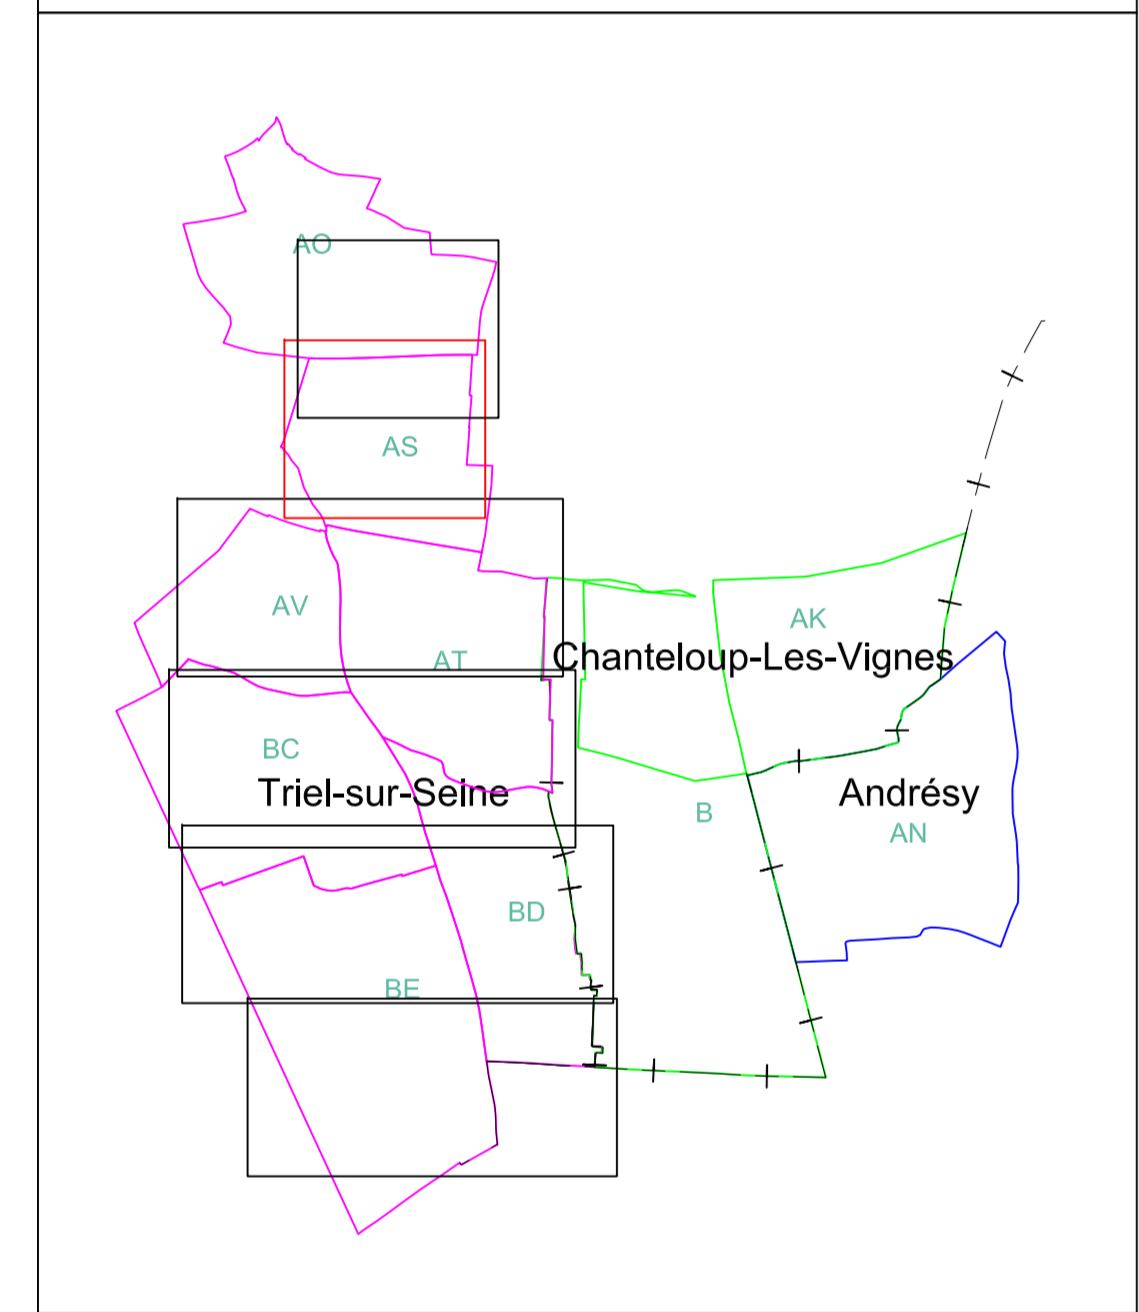 AO
AS
AV
AK
AT
Chanteloup-Les-Vignes
BC
Triel-sur-Seine
Andrésy
B
AN
BD
BE